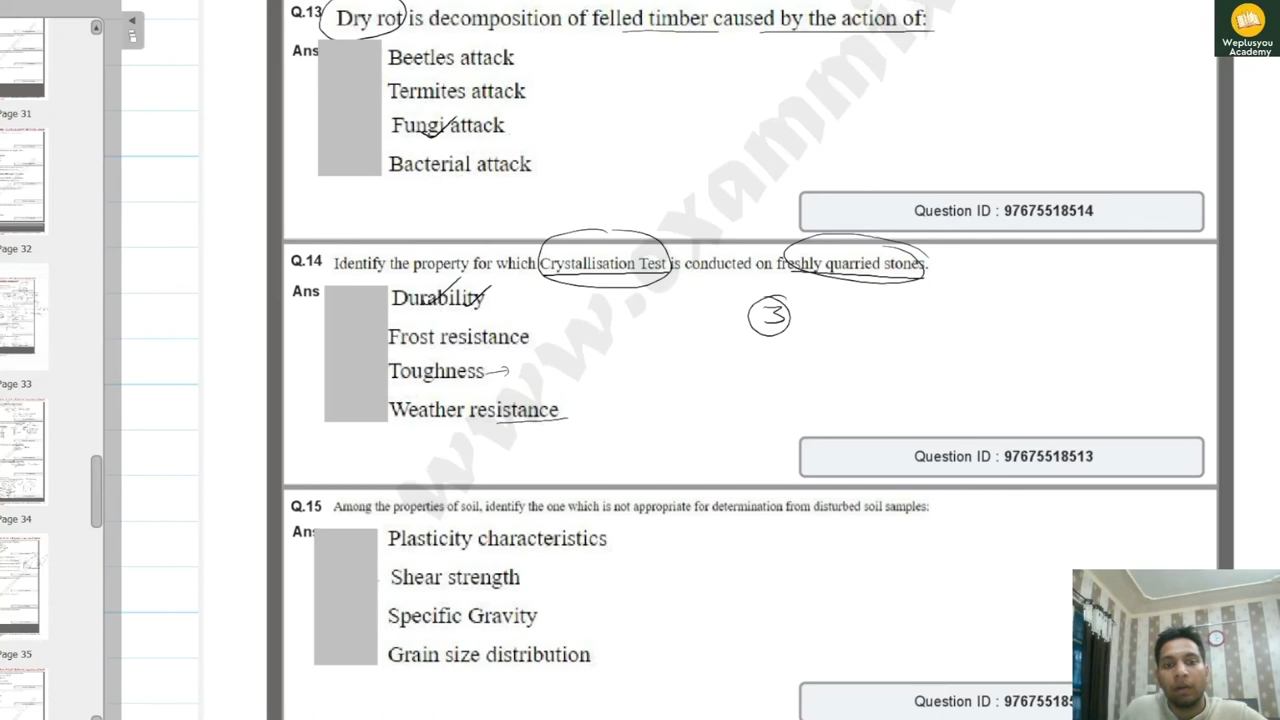 Weplusyou
Academy
Page 31
Page 32
Page 33
Page 34
Page 35
Q.13 Dry rot is decomposition of felled timber caused by the action of:
Ans
Beetles attack
Termites attack
Fungi attack
Bacterial attack
Question ID : 97675518514
Q.14 Identify the property for which Crystallisation Test is conducted on freshly quarried stones.
Ans
Durability
3
Frost resistance
Toughness
Weather resistance
Question ID : 97675518513
Q.15 Among the properties of soil, identify the one which is not appropriate for determination from disturbed soil samples:
Ans
Plasticity characteristics
Shear strength
Specific Gravity
Grain size distribution
Question ID :
www.exammix